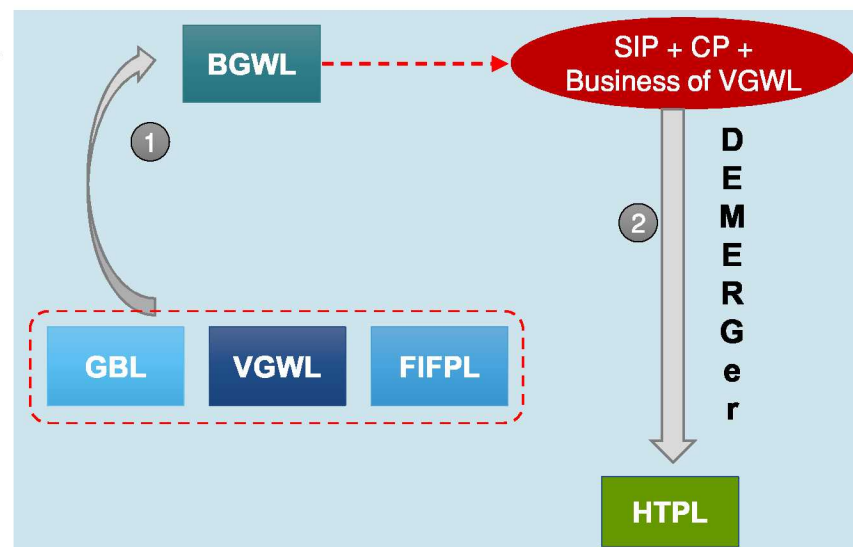 BGWL
SIP + CP +
Business of VGWL
1
D
E
M
E
R
G
e
r
2
GBL
VGWL
FIFPL
HTPL